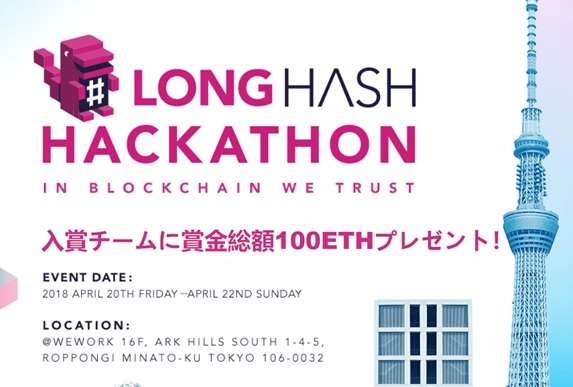 #
LONGHASH
HACKATHON
IN BLOCKCHAIN WE TRUST
入賞チームに賞金総額100ETHプレゼント!
EVENT DATE:
2018 APRIL 20TH FRIDAY—APRIL 22ND SUNDAY
LOCATION:
@WEWORK 16F, ARK HILLS SOUTH 1-4-5,
ROPPONGI MINATO-KU TOKYO 106-0032